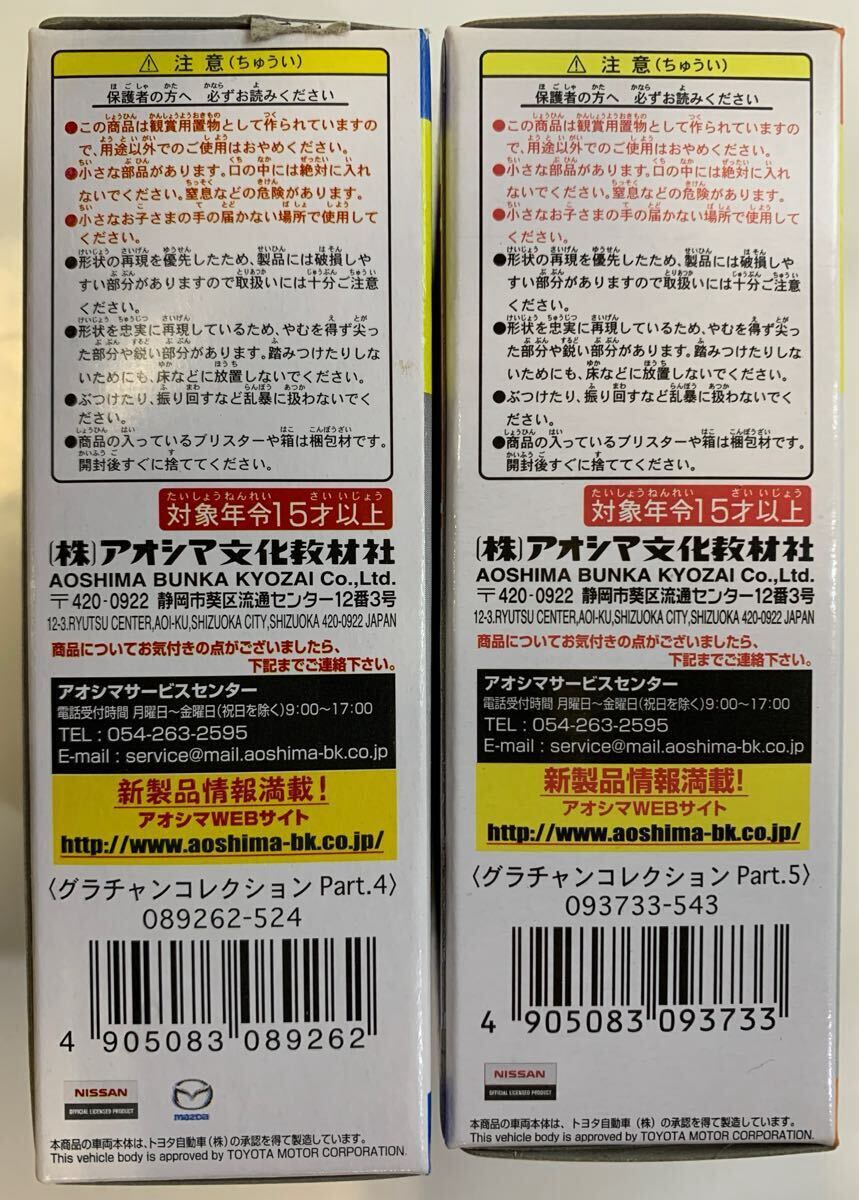 ⚠ 注意(ちゅうい)
保護者の方へ 必ずお読みください
●この商品は観賞用置物として作られていますの
で、用途以外でのご使用はおやめください。
●小さな部品があります。口の中には絶対に入れ
ないでください。窒息などの危険があります。
●小さなお子さまの手の届かない場所で使用して
ください。
●形状の再現を優先したため、製品には破損しや
すい部分がありますので取扱いには十分ご注意
ください。
●形状を忠実に再現しているため、やむを得ず尖っ
た部分や鋭い部分があります。踏みつけたりしな
いためにも、床などに放置しないでください。
●ぶつけたり、振り回すなど乱暴に扱わないでく
ださい。
●商品の入っているブリスターや箱は梱包材です。
開封後すぐに捨ててください。
たいしょうねんれい さいいじょう
対象年令15才以上
(株)アオシマ文化教材社
AOSHIMA BUNKA KYOZAI Co.,Ltd.
〒420-0922 静岡市葵区流通センター12番3号
12-3.RYUTSU CENTER,AOI-KU,SHIZUOKA CITY,SHIZUOKA 420-0922 JAPAN
商品についてお気付きの点がございましたら、
下記までご連絡下さい。
アオシマサービスセンター
電話受付時間 月曜日〜金曜日(祝日を除く)9:00〜17:00
TEL : 054-263-2595
E-mail : service@mail.aoshima-bk.co.jp
新製品情報満載!
アオシマWEBサイト
http://www.aoshima-bk.co.jp/
〈グラチャンコレクション Part.4〉
089262-524
4 905083 089262
NISSAN
OFFICIAL LICENSED PRODUCT
mazda
本商品の車両本体は、トヨタ自動車(株)の承認を得て製造しています。
This vehicle body is approved by TOYOTA MOTOR CORPORATION.
⚠ 注意(ちゅうい)
保護者の方へ 必ずお読みください
●この商品は観賞用置物として作られていますの
で、用途以外でのご使用はおやめください。
●小さな部品があります。口の中には絶対に入れ
ないでください。窒息などの危険があります。
●小さなお子さまの手の届かない場所で使用して
ください。
●形状の再現を優先したため、製品には破損しや
すい部分がありますので取扱いには十分ご注意
ください。
●形状を忠実に再現しているため、やむを得ず尖っ
た部分や鋭い部分があります。踏みつけたりしな
いためにも、床などに放置しないでください。
●ぶつけたり、振り回すなど乱暴に扱わないでく
ださい。
●商品の入っているブリスターや箱は梱包材です。
開封後すぐに捨ててください。
たいしょうねんれい さいいじょう
対象年令15才以上
(株)アオシマ文化教材社
AOSHIMA BUNKA KYOZAI Co.,Ltd.
〒420-0922 静岡市葵区流通センター12番3号
12-3.RYUTSU CENTER,AOI-KU,SHIZUOKA CITY,SHIZUOKA 420-0922 JAPAN
商品についてお気付きの点がございましたら、
下記までご連絡下さい。
アオシマサービスセンター
電話受付時間 月曜日〜金曜日(祝日を除く)9:00〜17:00
TEL : 054-263-2595
E-mail : service@mail.aoshima-bk.co.jp
新製品情報満載!
アオシマWEBサイト
http://www.aoshima-bk.co.jp/
〈グラチャンコレクション Part.5〉
093733-543
4 905083 093733
NISSAN
OFFICIAL LICENSED PRODUCT
本商品の車両本体は、トヨタ自動車(株)の承認を得て製造しています。
This vehicle body is approved by TOYOTA MOTOR CORPORATION.